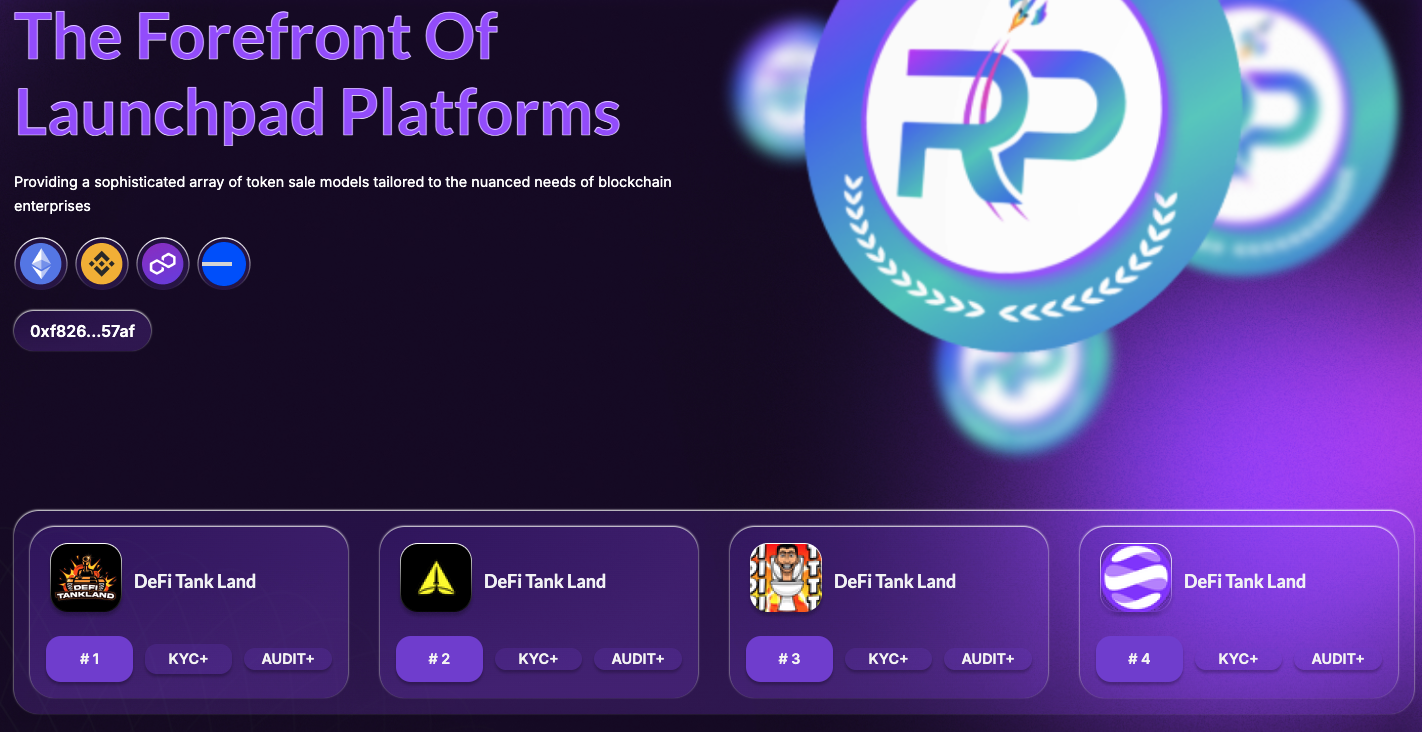 The Forefront Of
Launchpad Platforms
Providing a sophisticated array of token sale models tailored to the nuanced needs of blockchain
enterprises
0xf826...57af
RP
RP
DEFI
TANKLAND
DeFi Tank Land
DeFi Tank Land
DeFi Tank Land
DeFi Tank Land
# 1
KYC+
AUDIT+
# 2
KYC+
AUDIT+
# 3
KYC+
AUDIT+
# 4
KYC+
AUDIT+